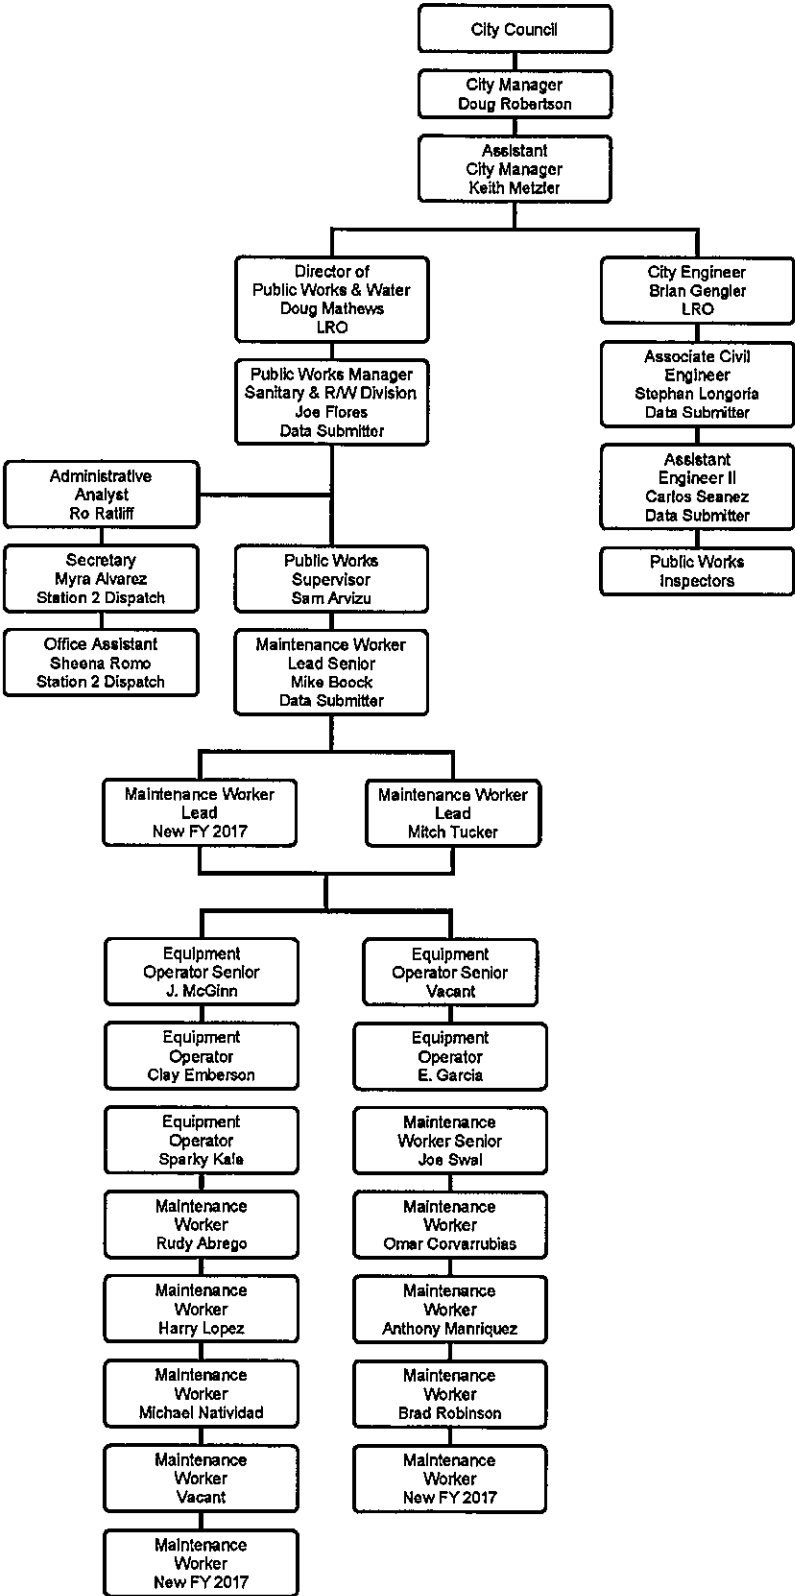 City Council
City Manager
Doug Robertson
Assistant
City Manager
Keith Metzler
Director of
Public Works & Water
Doug Mathews
LRO
City Engineer
Brian Gengler
LRO
Public Works Manager
Sanitary & R/W Division
Joe Flores
Data Submitter
Associate Civil
Engineer
Stephan Longoria
Data Submitter
Administrative
Analyst
Ro Ratliff
Assistant
Engineer II
Carlos Seanez
Data Submitter
Secretary
Myra Alvarez
Station 2 Dispatch
Public Works
Supervisor
Sam Arvizu
Public Works
Inspectors
Office Assistant
Sheena Romo
Station 2 Dispatch
Maintenance Worker
Lead Senior
Mike Boock
Data Submitter
Maintenance Worker
Lead
New FY 2017
Maintenance Worker
Lead
Mitch Tucker
Equipment
Operator Senior
J. McGinn
Equipment
Operator Senior
Vacant
Equipment
Operator
Clay Emberson
Equipment
Operator
E. Garcia
Equipment
Operator
Sparky Kale
Maintenance
Worker Senior
Joe Swal
Maintenance
Worker
Rudy Abrego
Maintenance
Worker
Omar Corvarrubias
Maintenance
Worker
Harry Lopez
Maintenance
Worker
Anthony Manriquez
Maintenance
Worker
Michael Natividad
Maintenance
Worker
Brad Robinson
Maintenance
Worker
Vacant
Maintenance
Worker
New FY 2017
Maintenance
Worker
New FY 2017